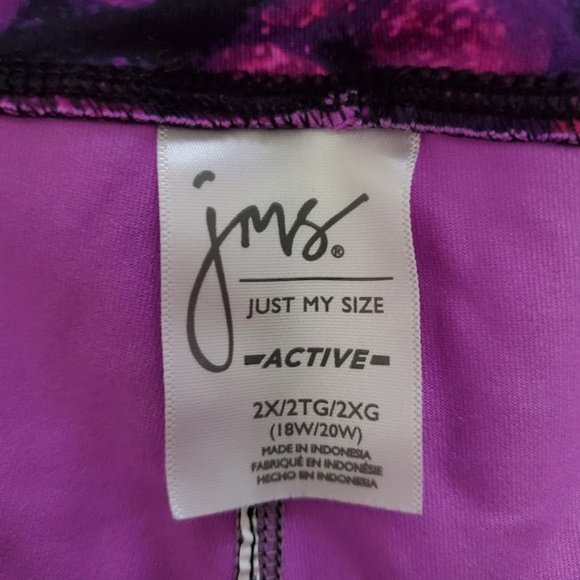 jms.®
JUST MY SIZE
ACTIVE
2X/2TG/2XG
(18W/20W)
MADE IN INDONESIA
FABRIQUÉ EN INDONÉSIE
HECHO EN INDONESIA